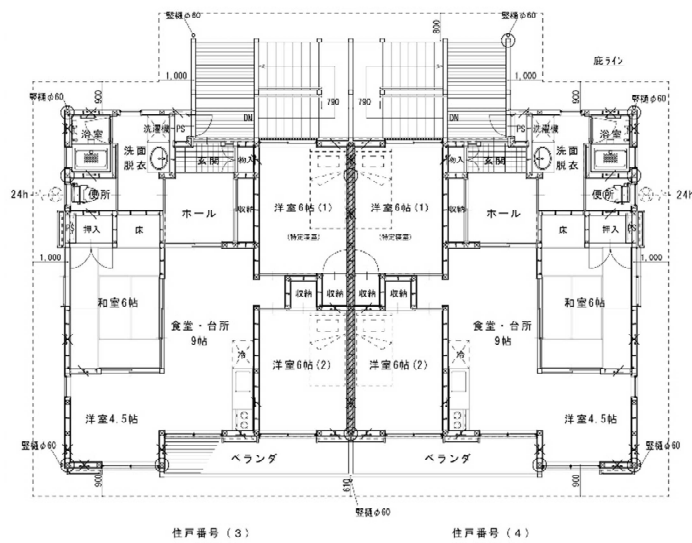 竪樋φ60
竪樋φ60
800
庇ライン
1,000
1,000
900
900
竪樋φ60
竪樋φ60
790
790
DN
DN
浴室
洗濯機
PS
PS
洗濯機
浴室
洗面
脱衣
玄関
物入
物入
玄関
洗面
脱衣
24h
便所
便所
24h
ホール
収納
洋室6帖(1)
洋室6帖(1)
収納
ホール
(特定寝室)
(特定寝室)
PS
押入
床
床
押入
PS
1,000
1,000
収納
収納
収納
収納
和室6帖
食堂・台所
9帖
食堂・台所
9帖
和室6帖
冷
洋室6帖(2)
洋室6帖(2)
冷
洋室4.5帖
洋室4.5帖
竪樋φ60
竪樋φ60
ベランダ
ベランダ
900
610
900
竪樋φ60
住戸番号(3)
住戸番号(4)